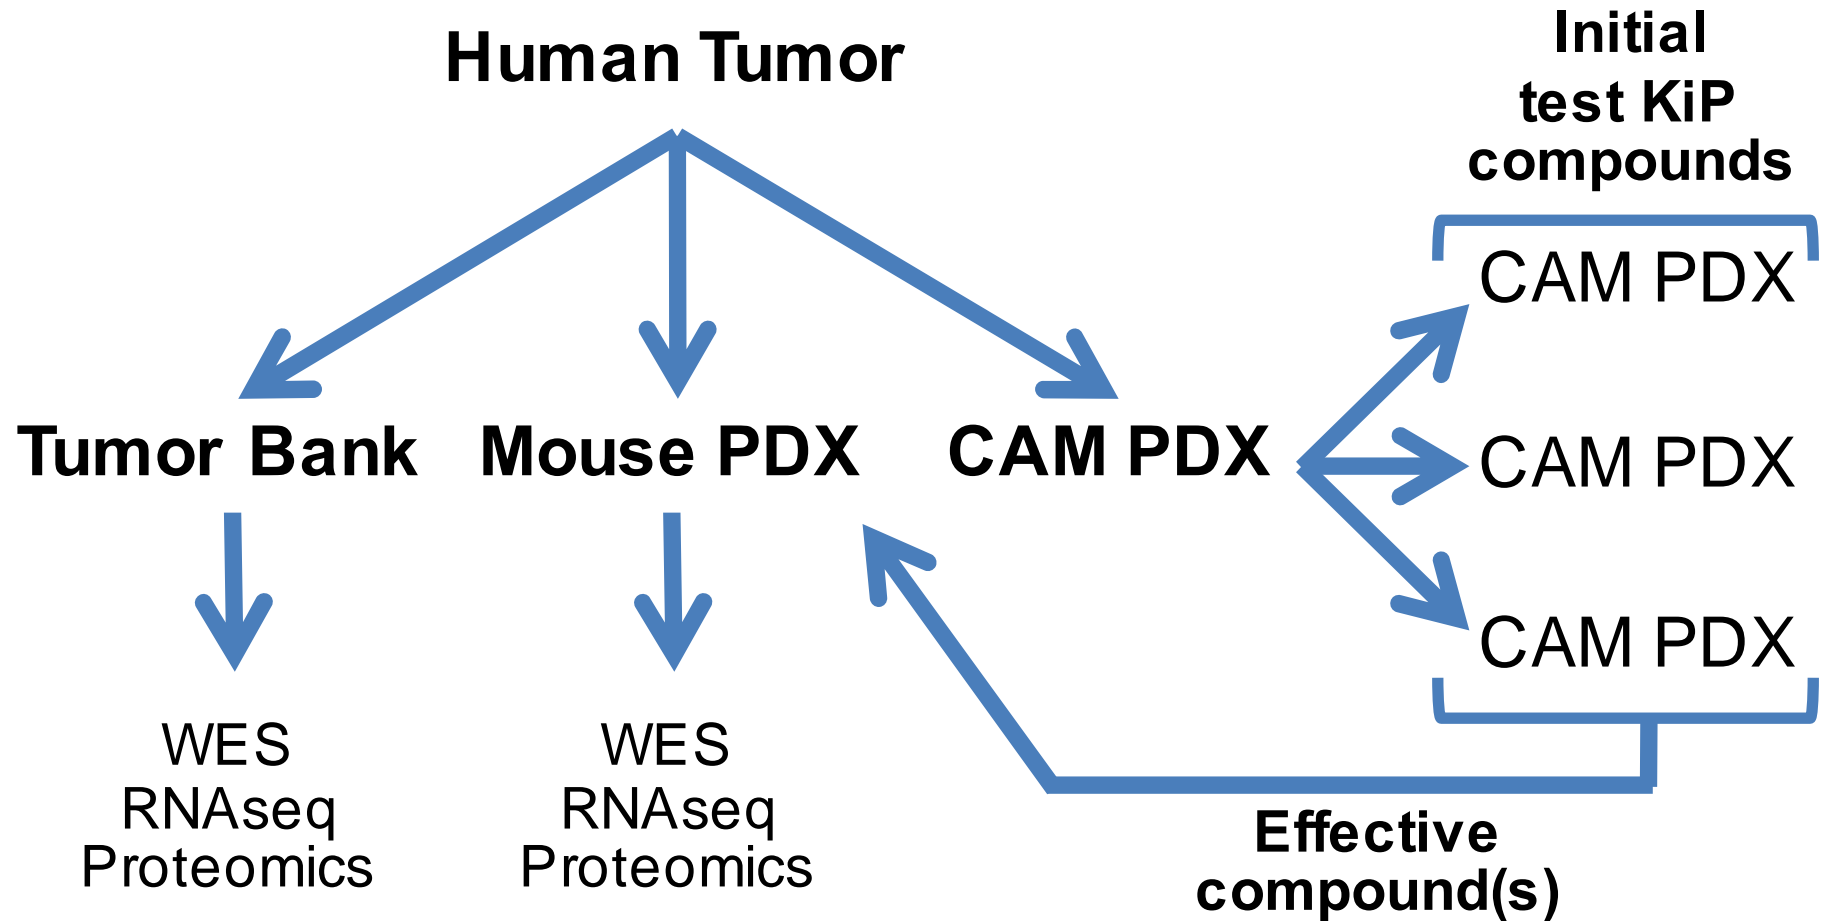 Human Tumor
Initial
test KiP
compounds
CAM PDX
Tumor Bank
Mouse PDX
CAM PDX
CAM PDX
CAM PDX
WES
RNAseq
Proteomics
WES
RNAseq
Proteomics
Effective
compound(s)